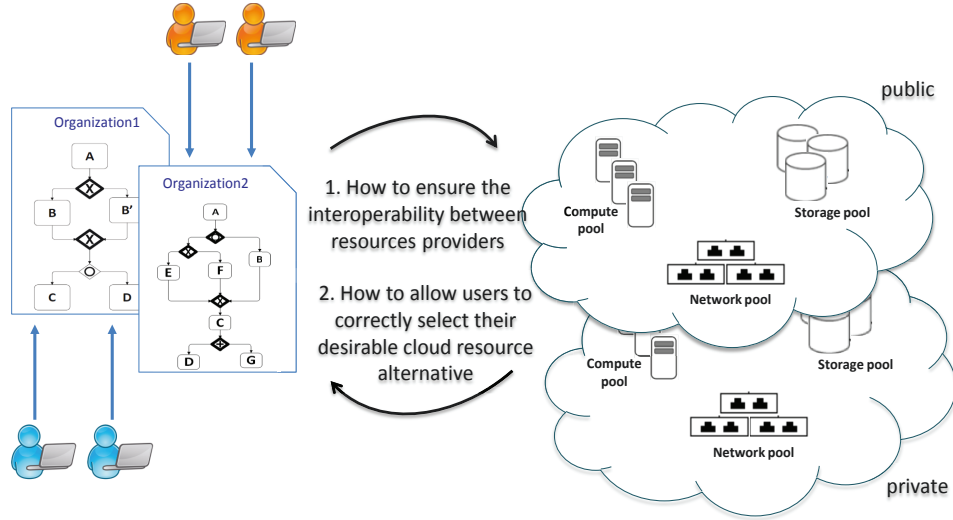 public
Organization1
A
X
B
B'
X
C
D
Organization2
A
B
E
F
X
C
D
G
1. How to ensure the
interoperability between
resources providers
2. How to allow users to
correctly select their
desirable cloud resource
alternative
Compute
pool
Storage pool
Network pool
Compute
pool
Storage pool
Network pool
private